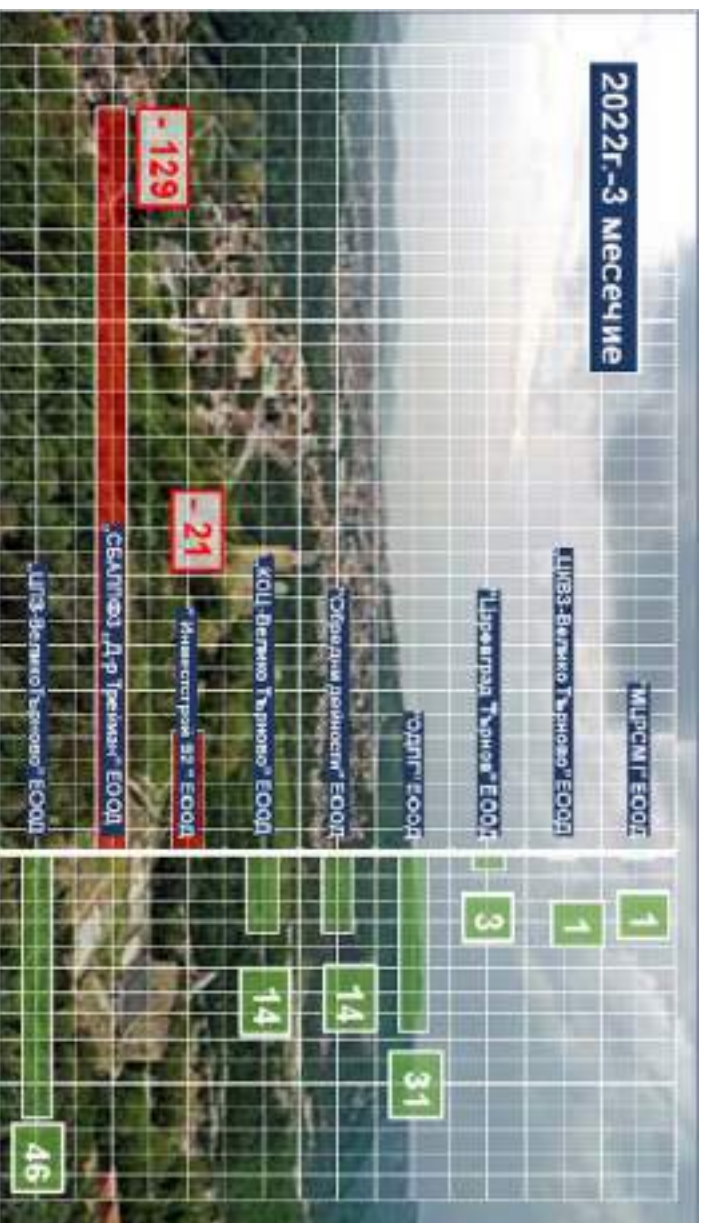 2022г.-3 месечие
"МЦРСМ I" ЕООД
1
"ЦКВЗ-Велико Търново" ЕООД
1
"Царевград Търнов" ЕООД
3
"ОДПГ" ЕООД
31
"Обредни дейности" ЕООД
14
"КОЦ-Велико Търново" ЕООД
14
"Инвестстрой 92" ЕООД
- 21
"СБАЛПФЗ „Д-р Трейман" ЕООД
- 129
"ЦПЗ-Велико Търново" ЕООД
46